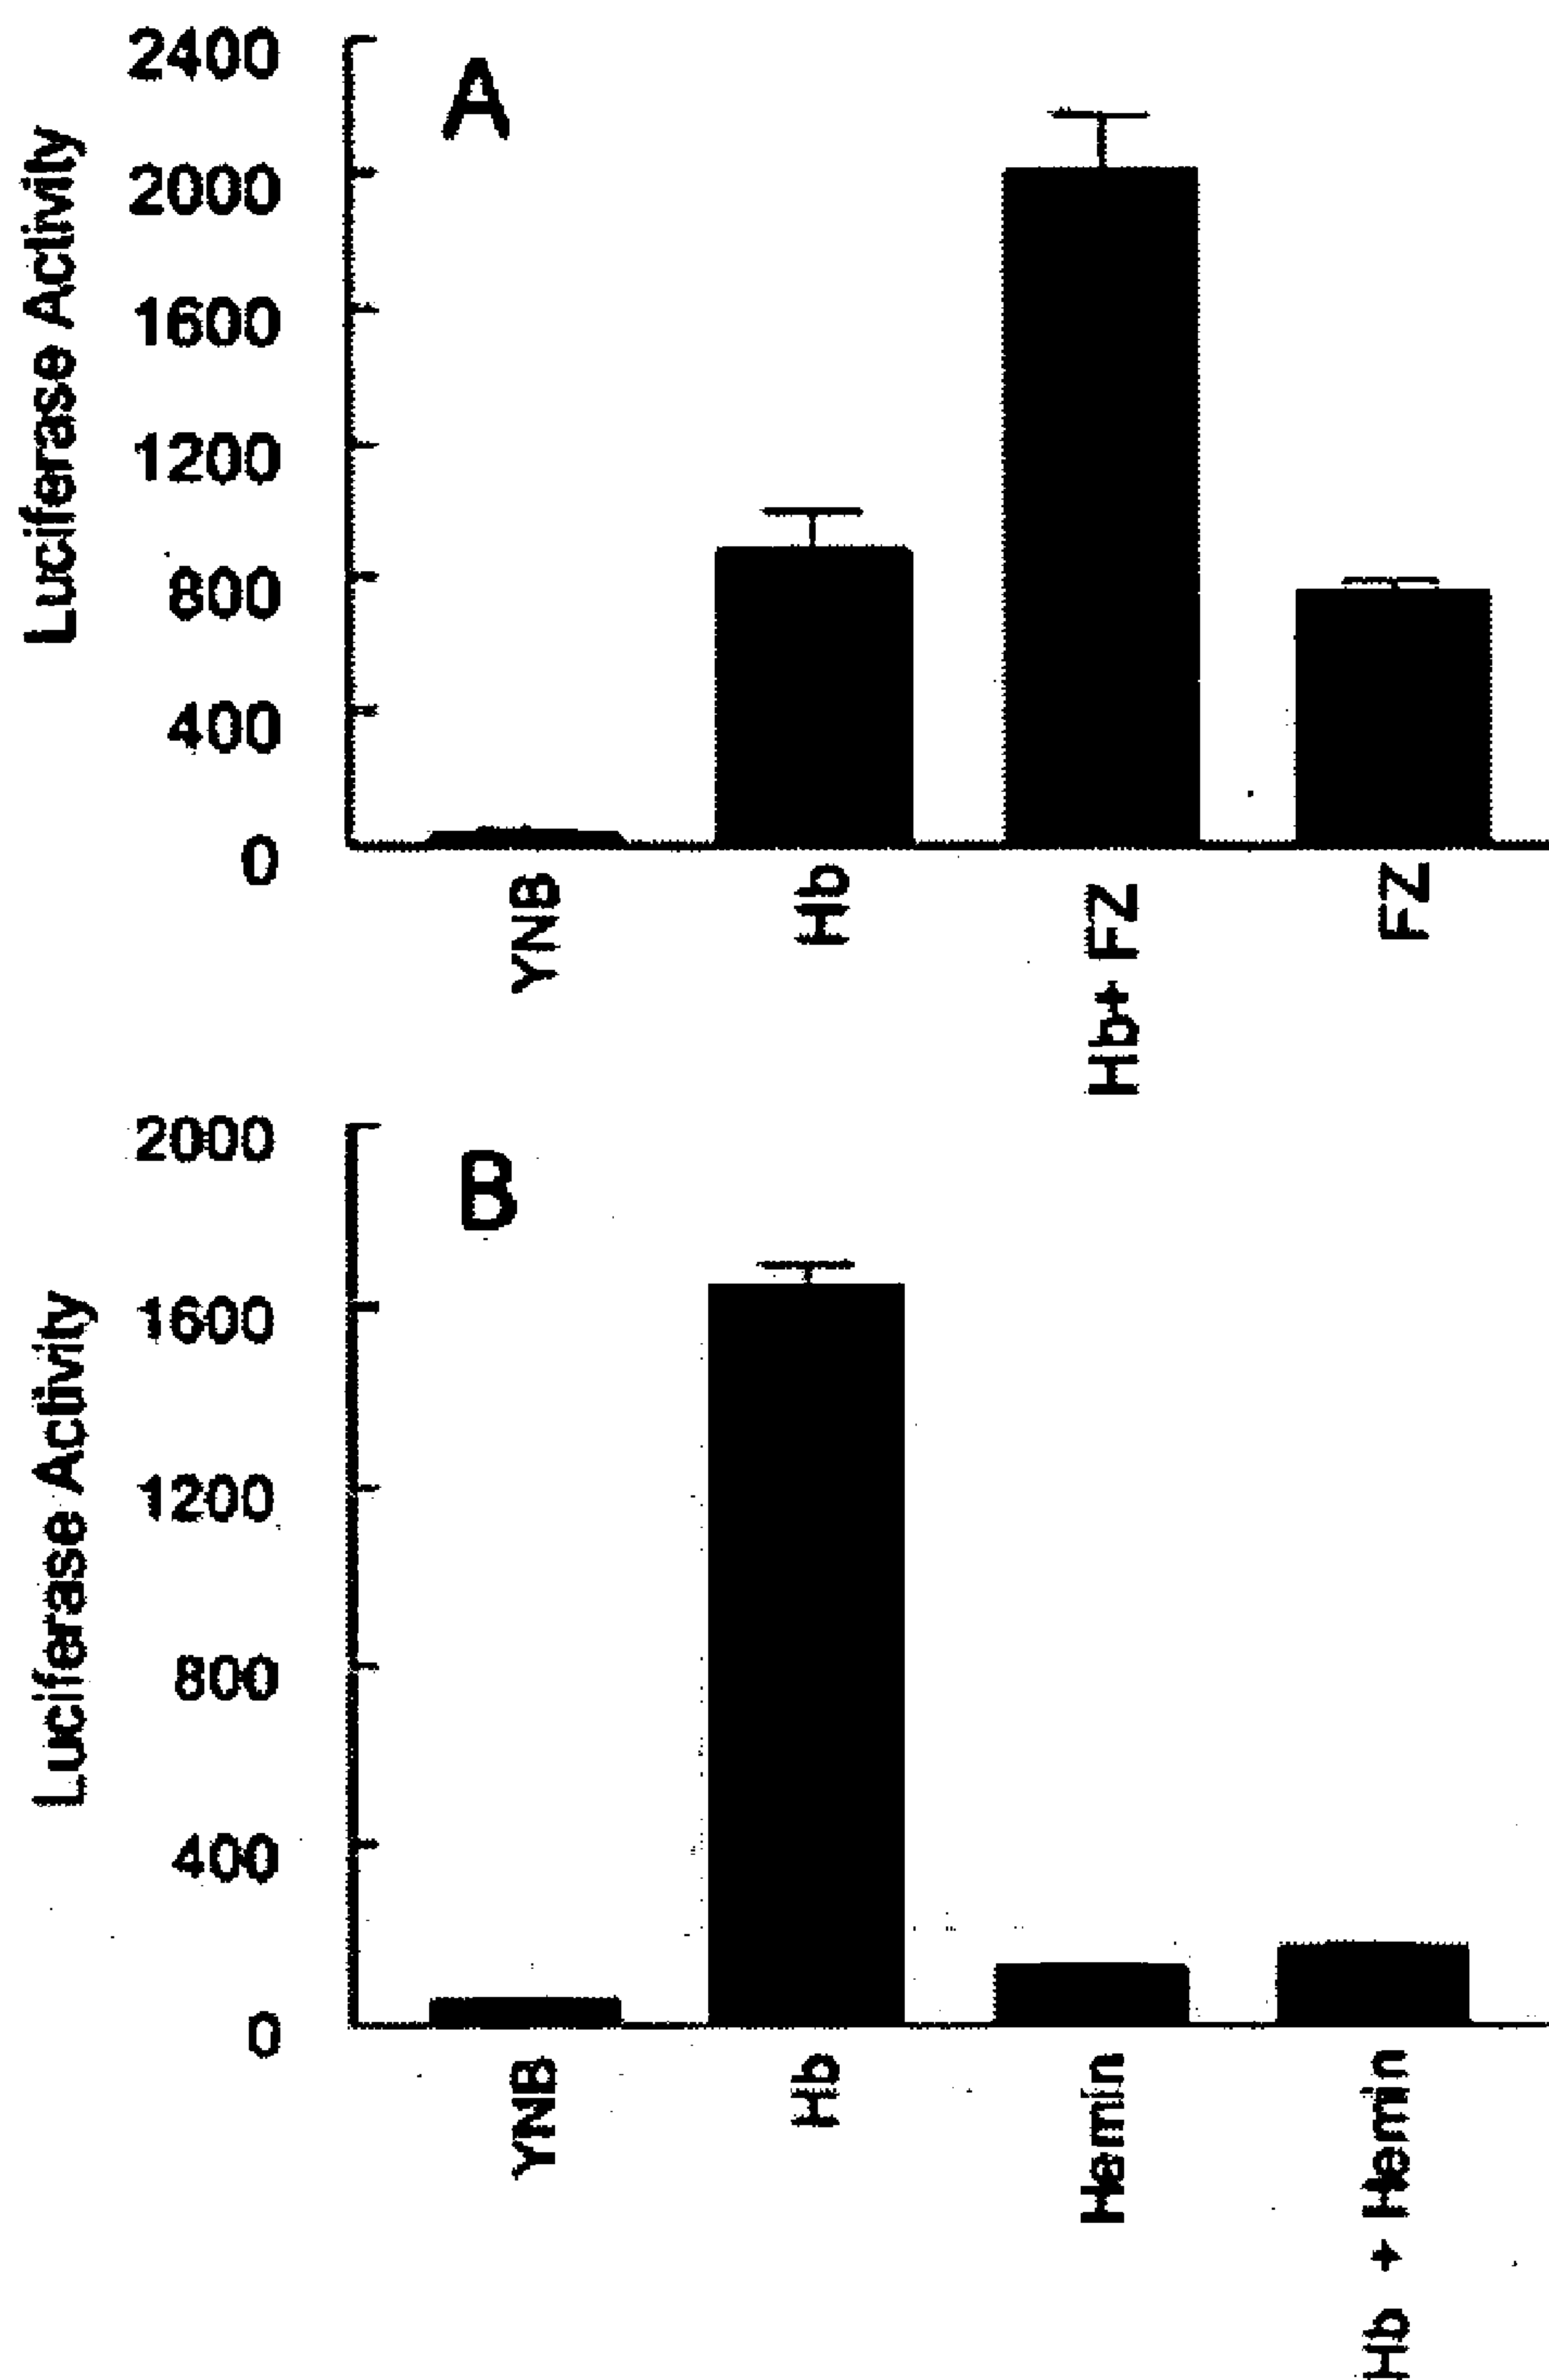 A
Luciferase Activity
2400
2000
1600
1200
800
400
0
YNB
Hb
Hb+ FZ
FZ
B
Luciferase Activity
2000
1600
1200
800
400
0
YNB
Hb
Hemin
Hb + Hemin